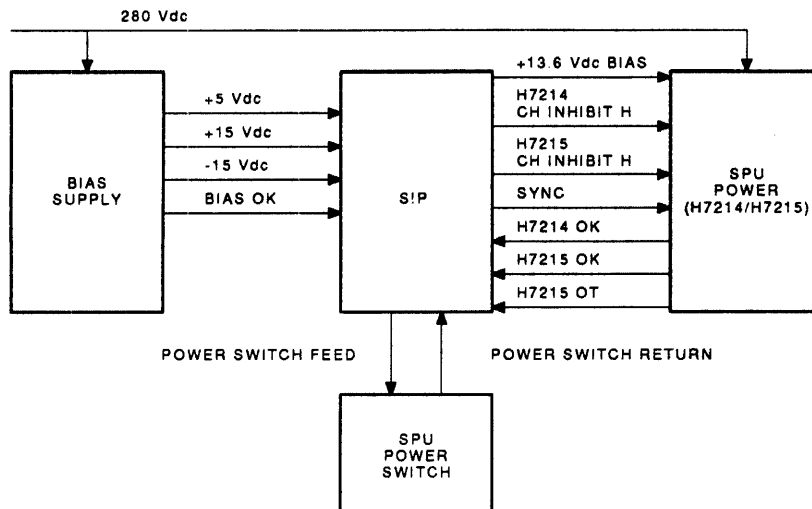 280 Vdc
+5 Vdc
+15 Vdc
-15 Vdc
BIAS OK
BIAS
SUPPLY
S!P
+13.6 Vdc BIAS
H7214
CH INHIBIT H
H7215
CH INHIBIT H
SYNC
H7214 OK
H7215 OK
H7215 OT
SPU
POWER
(H7214/H7215)
POWER SWITCH FEED
POWER SWITCH RETURN
SPU
POWER
SWITCH